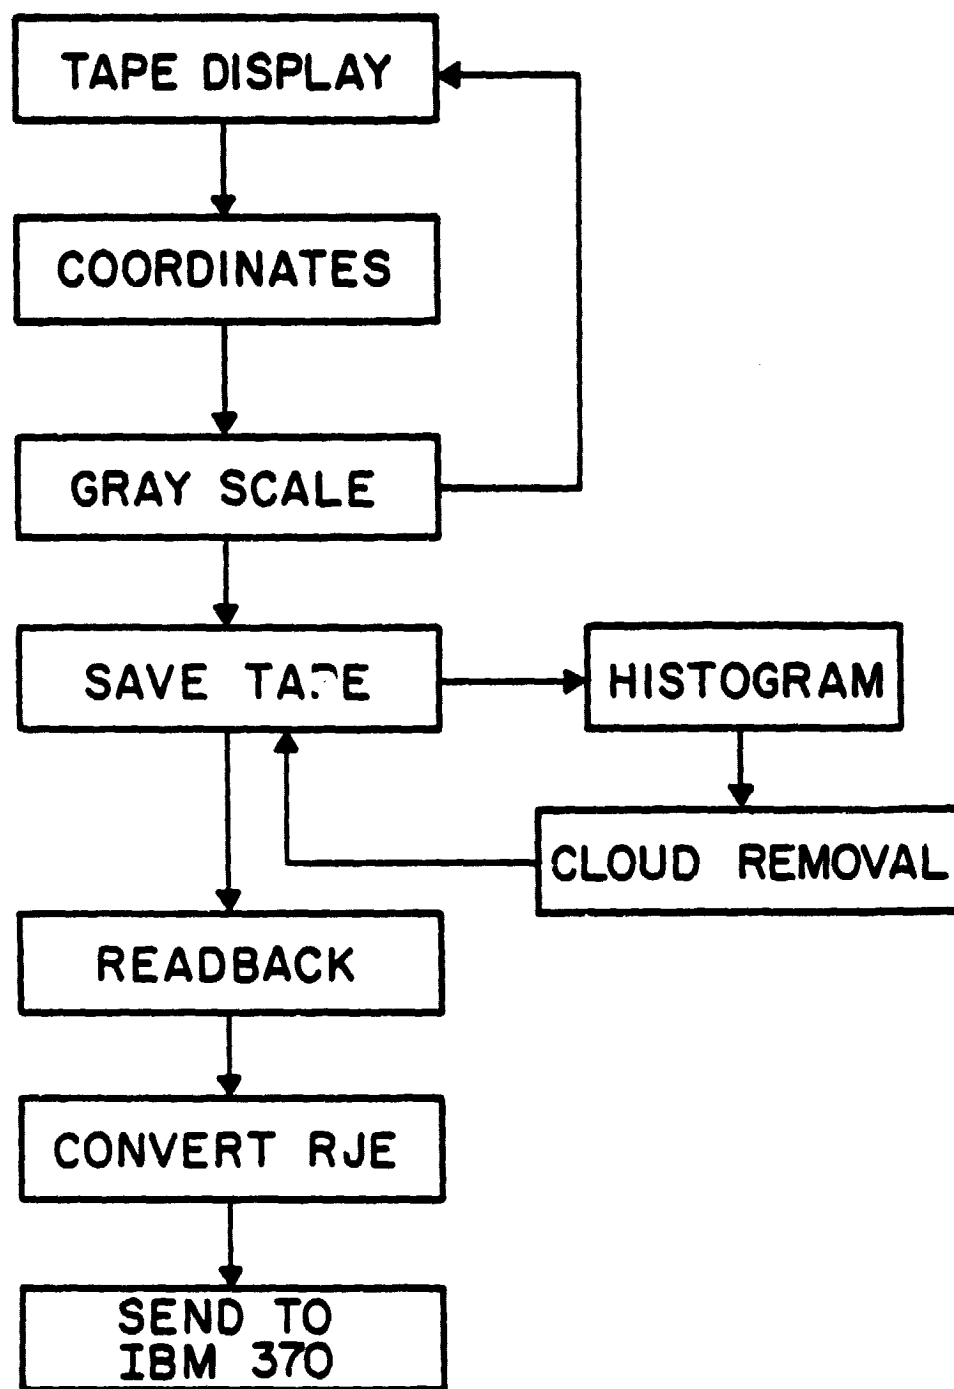 TAPE DISPLAY
COORDINATES
GRAY SCALE
SAVE TAPE
HISTOGRAM
CLOUD REMOVAL
READBACK
CONVERT RJE
SEND TO
IBM 370